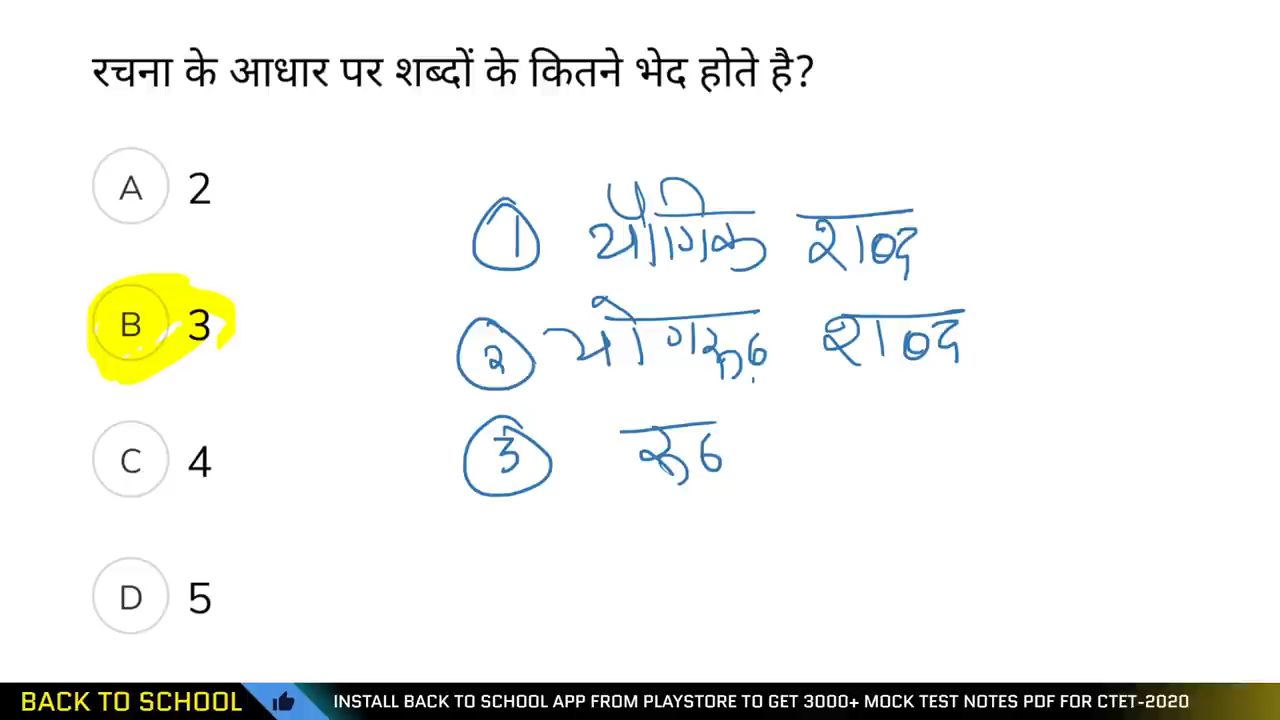 रचना के आधार पर शब्दों के कितने भेद होते है?
A 2
B 3
C 4
D 5
1 यौगिक शब्द
2 योगरूढ़ शब्द
3 रूढ
BACK TO SCHOOL INSTALL BACK TO SCHOOL APP FROM PLAYSTORE TO GET 3000+ MOCK TEST NOTES PDF FOR CTET-2020